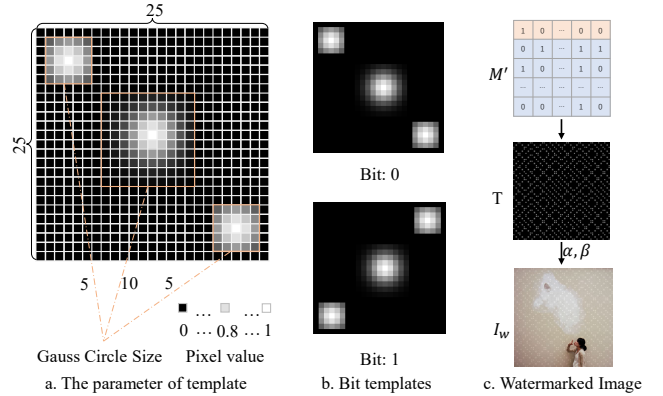 25
25
5 10 5
0 ... 0.8 ... 1
... ...
Gauss Circle Size Pixel value
a. The parameter of template
Bit: 0
Bit: 1
b. Bit templates
M′
1 0 ... 0 0
0 1 ... 1 1
1 0 ... 1 0
... ... ... ... ...
0 0 ... 1 0
T
α, β
I_w
c. Watermarked Image